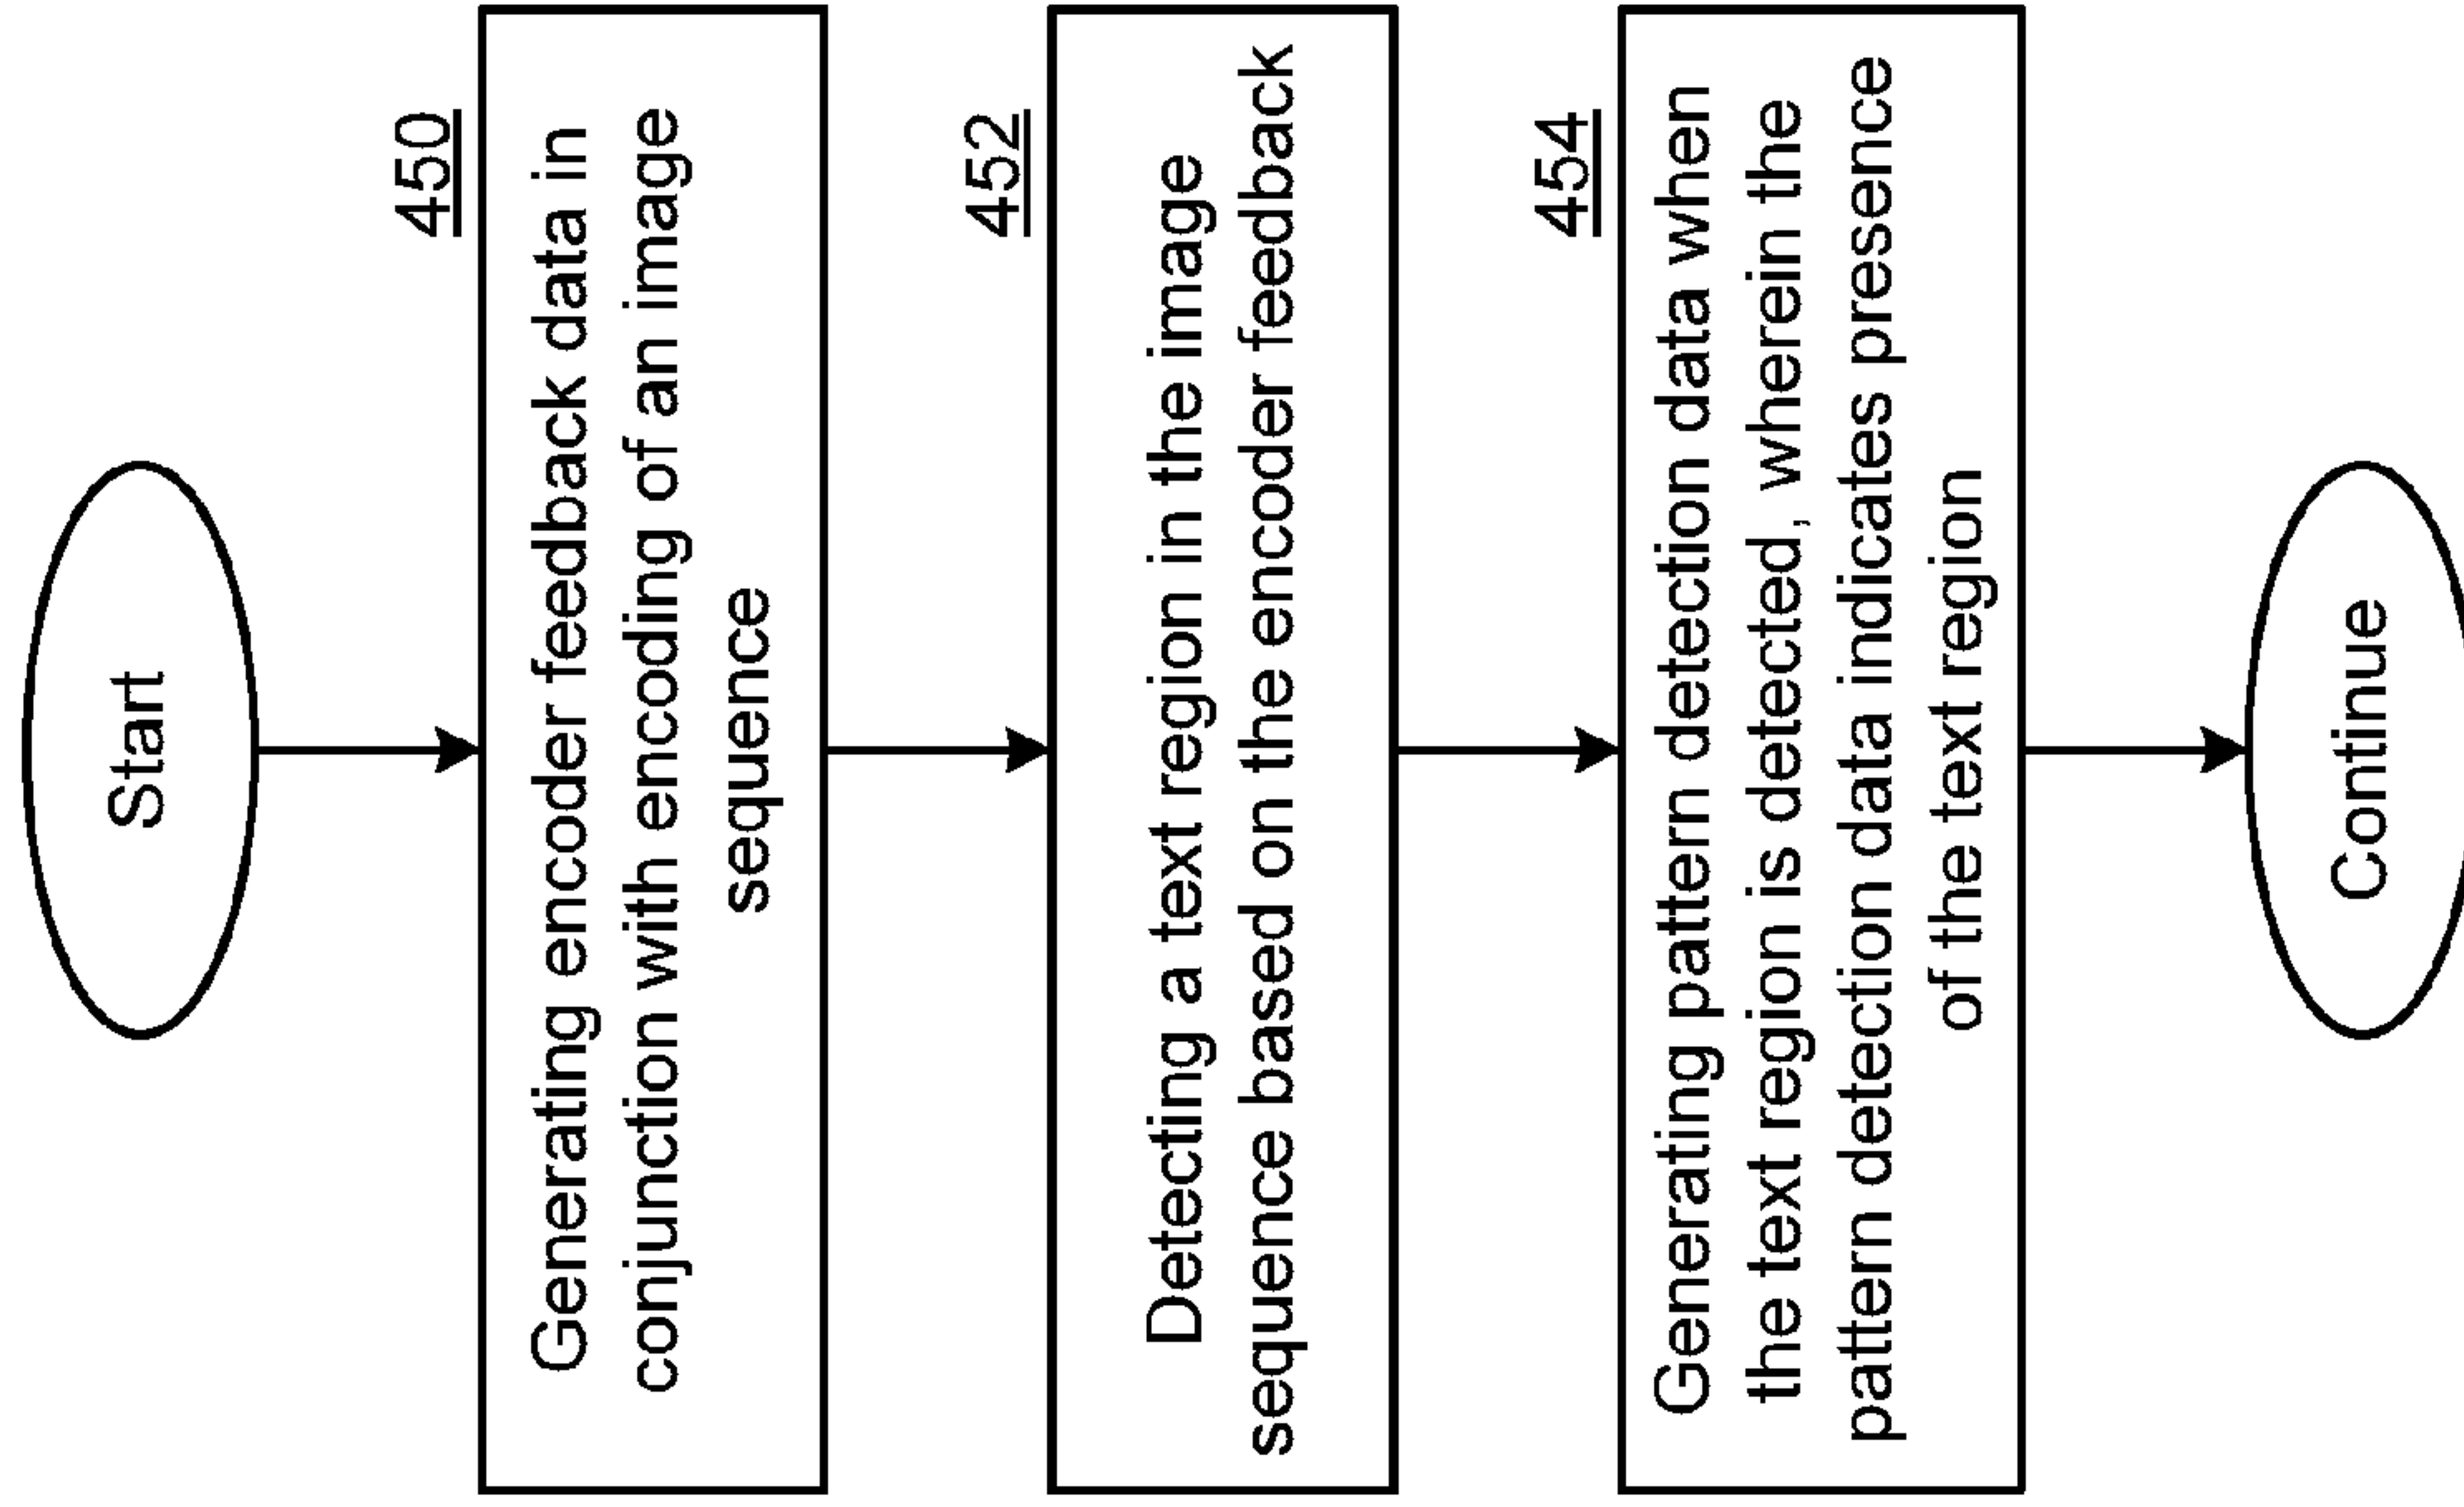 Start
450
Generating encoder feedback data in
conjunction with encoding of an image
sequence
452
Detecting a text region in the image
sequence based on the encoder feedback
454
Generating pattern detection data when
the text region is detected, wherein the
pattern detection data indicates presence
of the text region
Continue